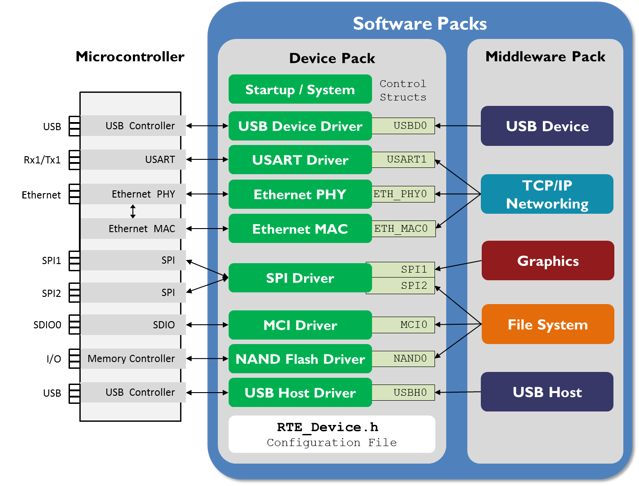 Software Packs
Microcontroller
Device Pack
Middleware Pack
Startup / System
Control
Structs
USB
USB Controller
USB Device Driver
USBD0
USB Device
Rx1/Tx1
USART
USART Driver
USART1
Ethernet
Ethernet PHY
Ethernet PHY
ETH_PHY0
TCP/IP
Networking
Ethernet MAC
Ethernet MAC
ETH_MAC0
SPI1
SPI
SPI Driver
SPI1
Graphics
SPI2
SPI
SPI2
SDIO0
SDIO
MCI Driver
MCI0
File System
I/O
Memory Controller
NAND Flash Driver
NAND0
USB
USB Controller
USB Host Driver
USBH0
USB Host
RTE_Device.h
Configuration File